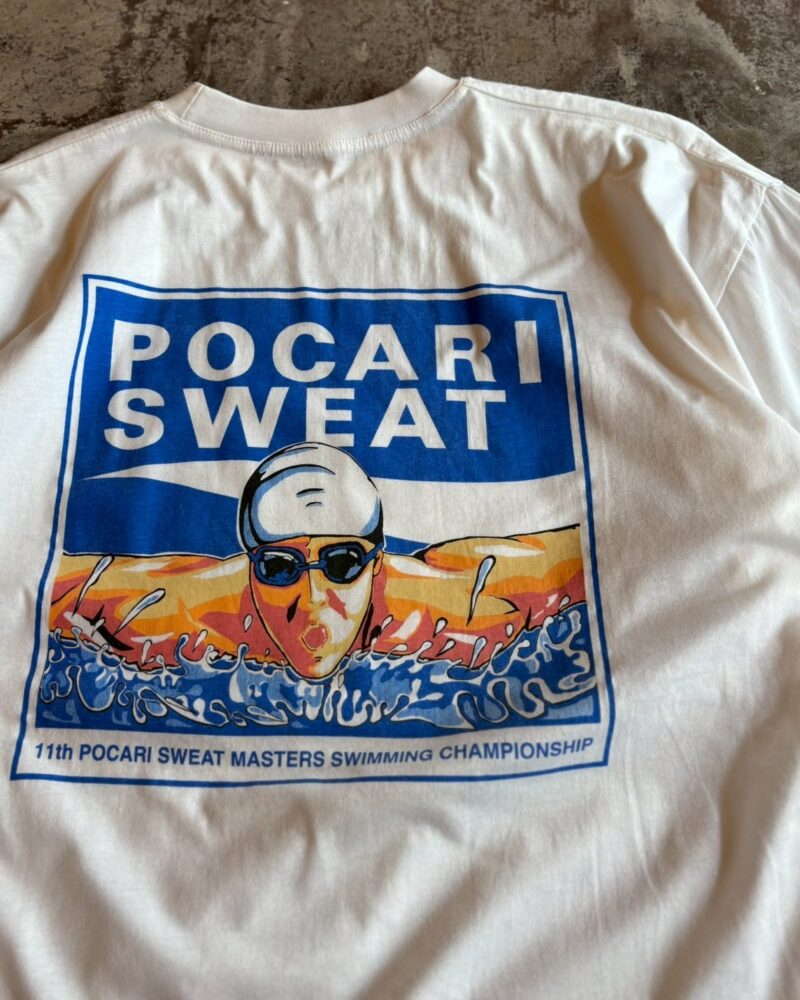 POCARI
SWEAT
11th POCARI SWEAT MASTERS SWIMMING CHAMPIONSHIP